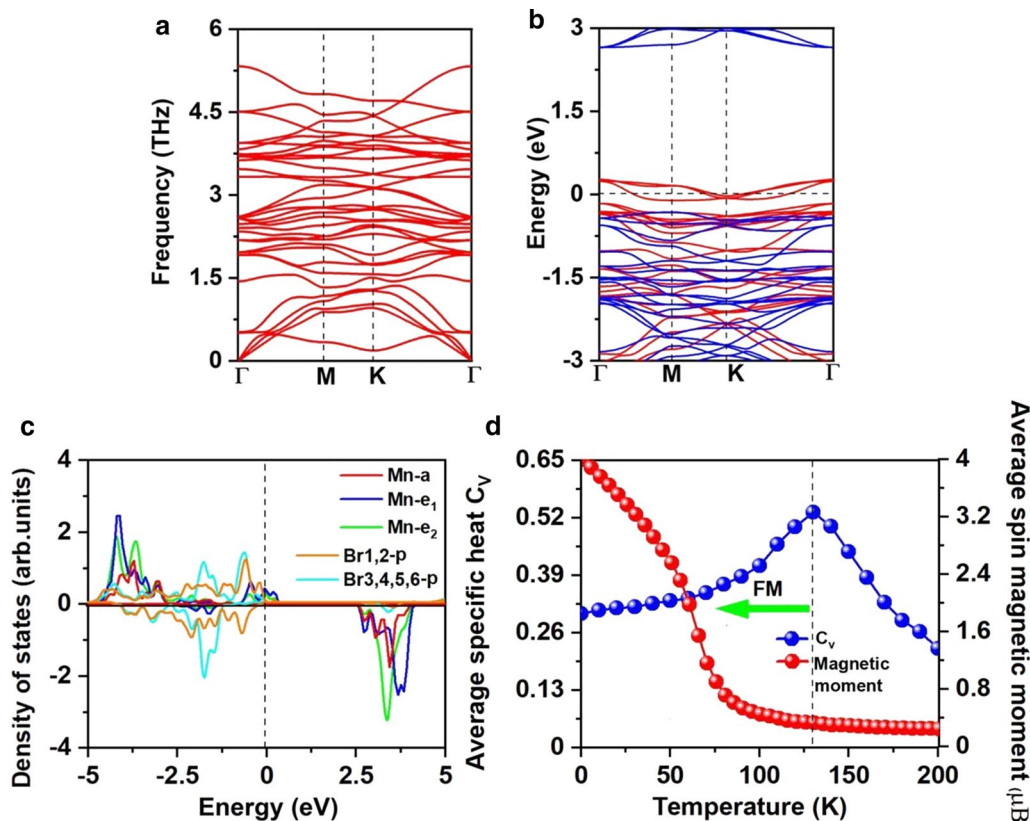 a
6
4.5
3
1.5
0
Frequency (THz)
Γ M K Γ
b
3
1.5
0
-1.5
-3
Energy (eV)
Γ M K Γ
c
4
2
0
-2
-4
Density of states (arb.units)
Mn-a
Mn-e₁
Mn-e₂
Br1,2-p
Br3,4,5,6-p
-5 -2.5 0 2.5 5
Energy (eV)
d
0.65
0.52
0.39
0.26
0.13
0
Average specific heat Cᵥ
FM
Cᵥ
Magnetic
moment
4
3.2
2.4
1.6
0.8
0
Average spin magnetic moment (μB
0 50 100 150 200
Temperature (K)